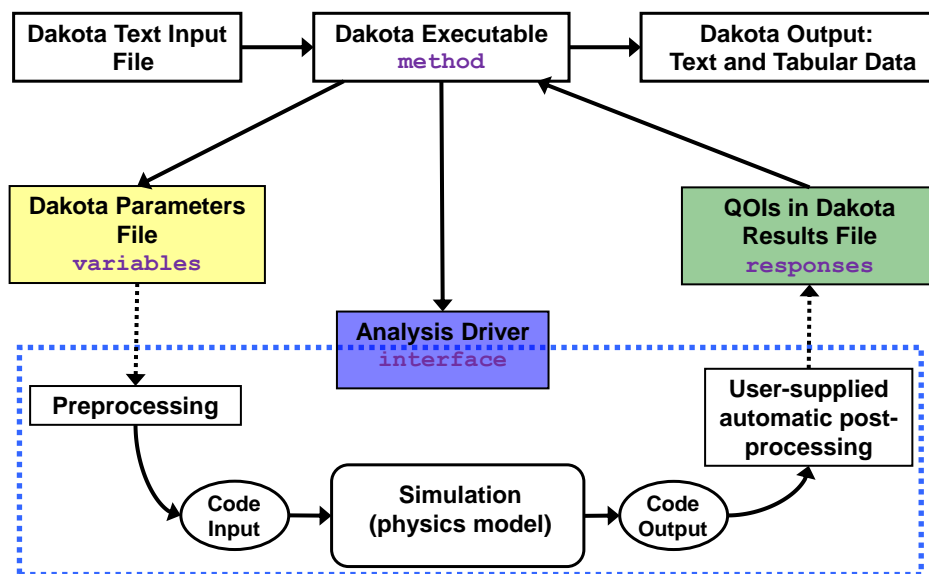 Dakota Text Input
File
Dakota Executable
method
Dakota Output:
Text and Tabular Data
Dakota Parameters
File
variables
QOIs in Dakota
Results File
responses
Analysis Driver
interface
Preprocessing
User-supplied
automatic post-
processing
Code
Input
Simulation
(physics model)
Code
Output